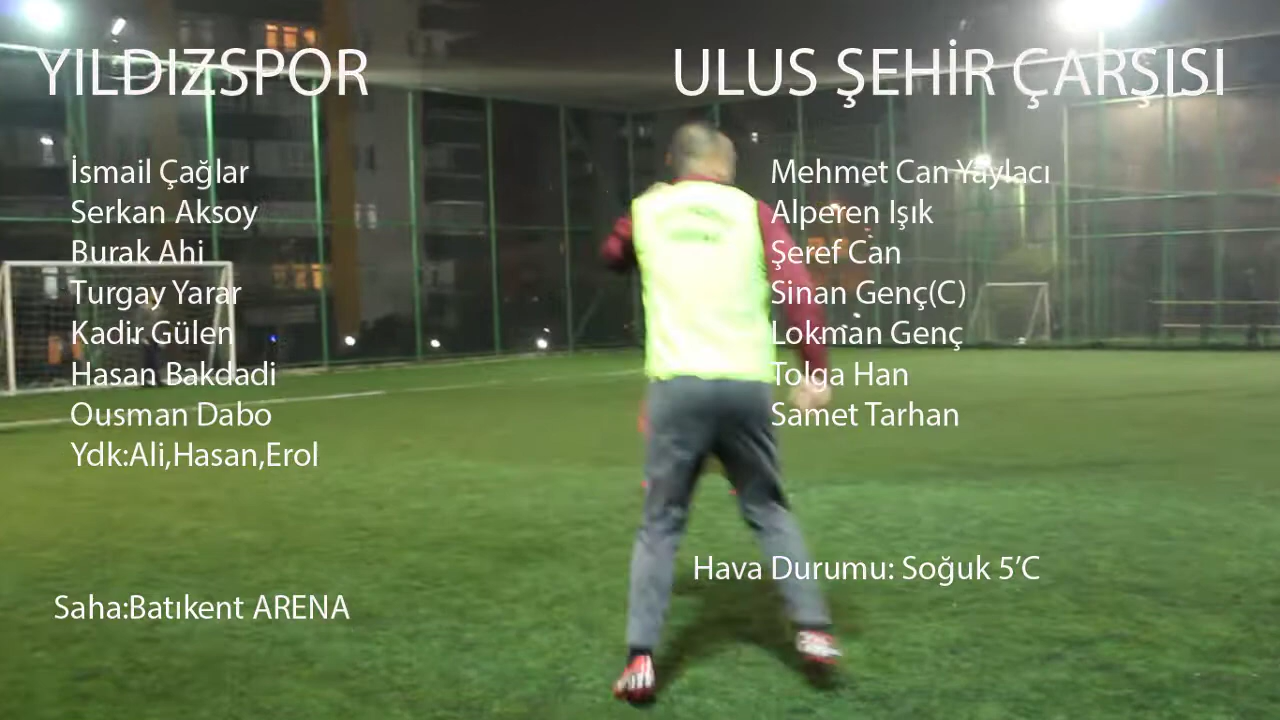 YILDIZSPOR
İsmail Çağlar
Serkan Aksoy
Burak Ahi
Turgay Yarar
Kadir Gülen
Hasan Bakdadi
Ousman Dabo
Ydk:Ali,Hasan,Erol
Saha:Batıkent ARENA
ULUS ŞEHİR ÇARŞISI
Mehmet Can Yaylacı
Alperen Işık
Şeref Can
Sinan Genç(C)
Lokman Genç
Tolga Han
Samet Tarhan
Hava Durumu: Soğuk 5’C